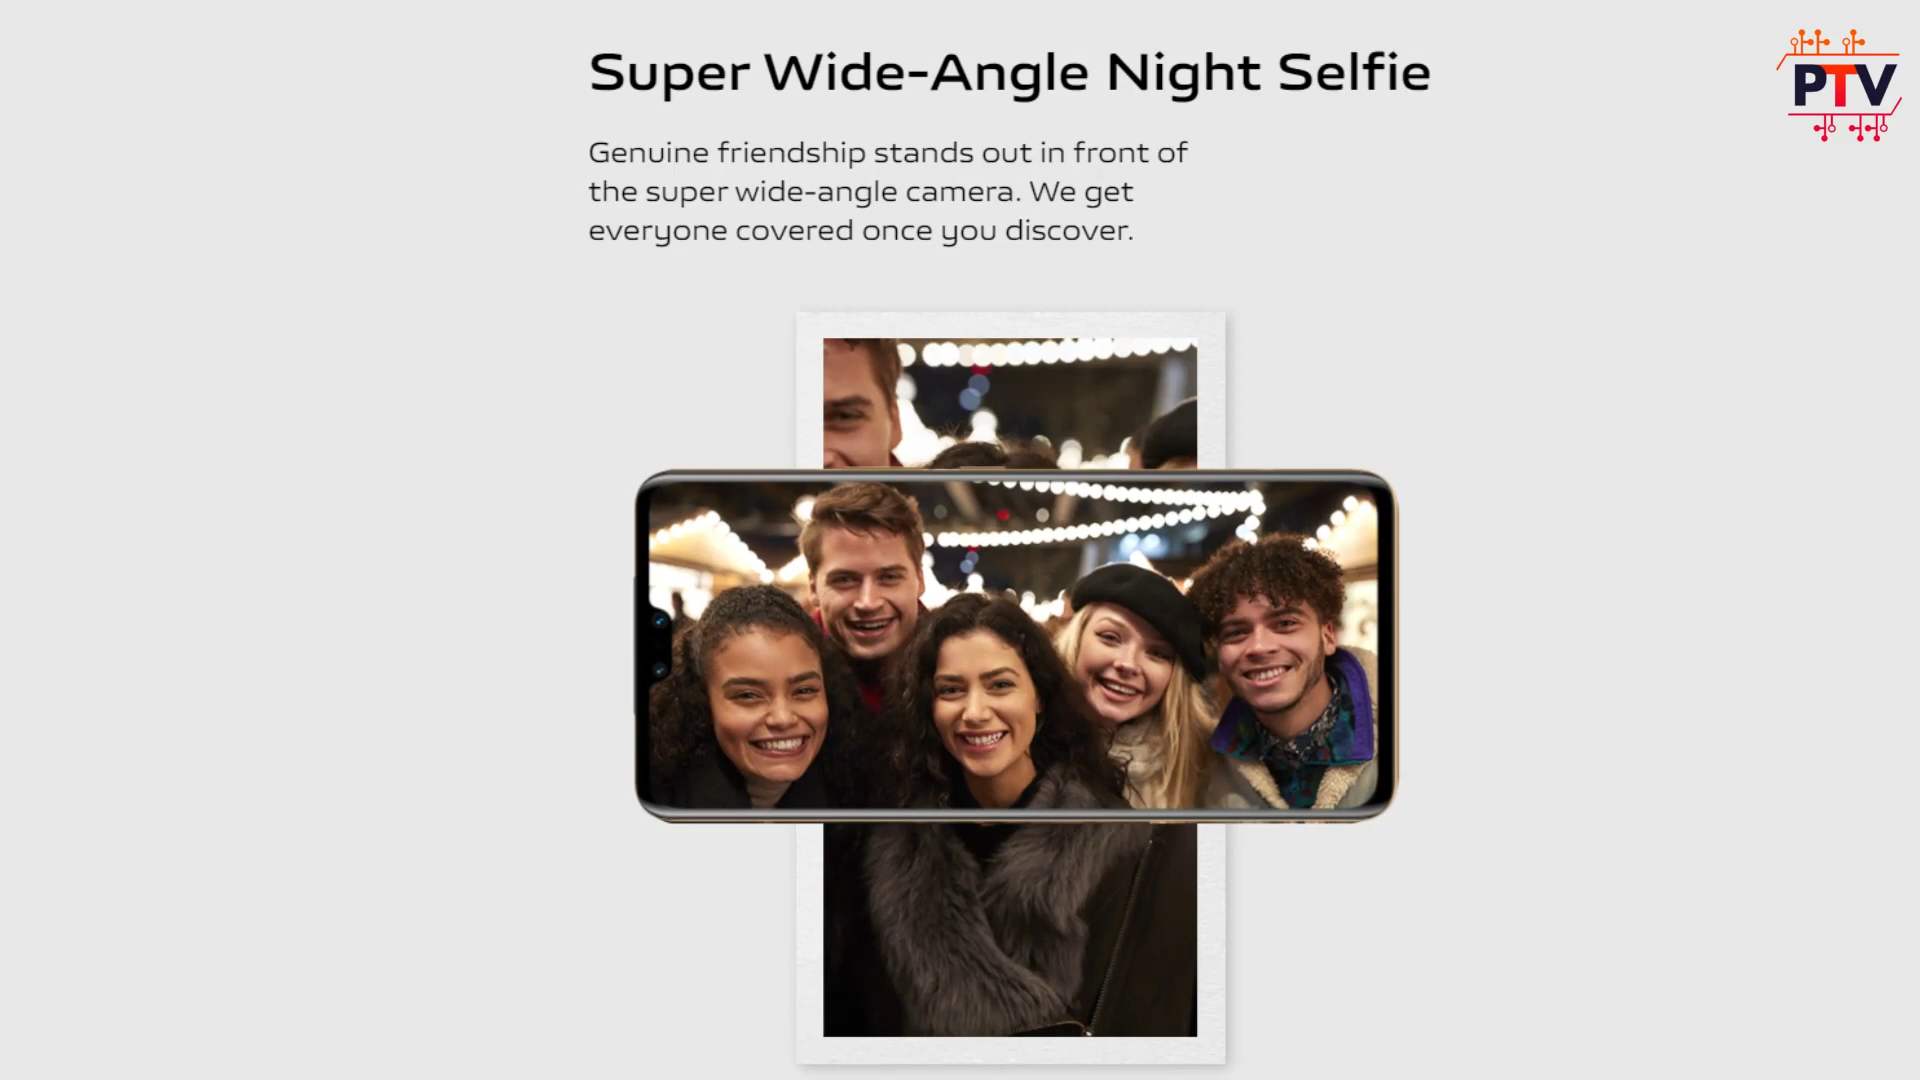 Super Wide-Angle Night Selfie
PTV
Genuine friendship stands out in front of
the super wide-angle camera. We get
everyone covered once you discover.